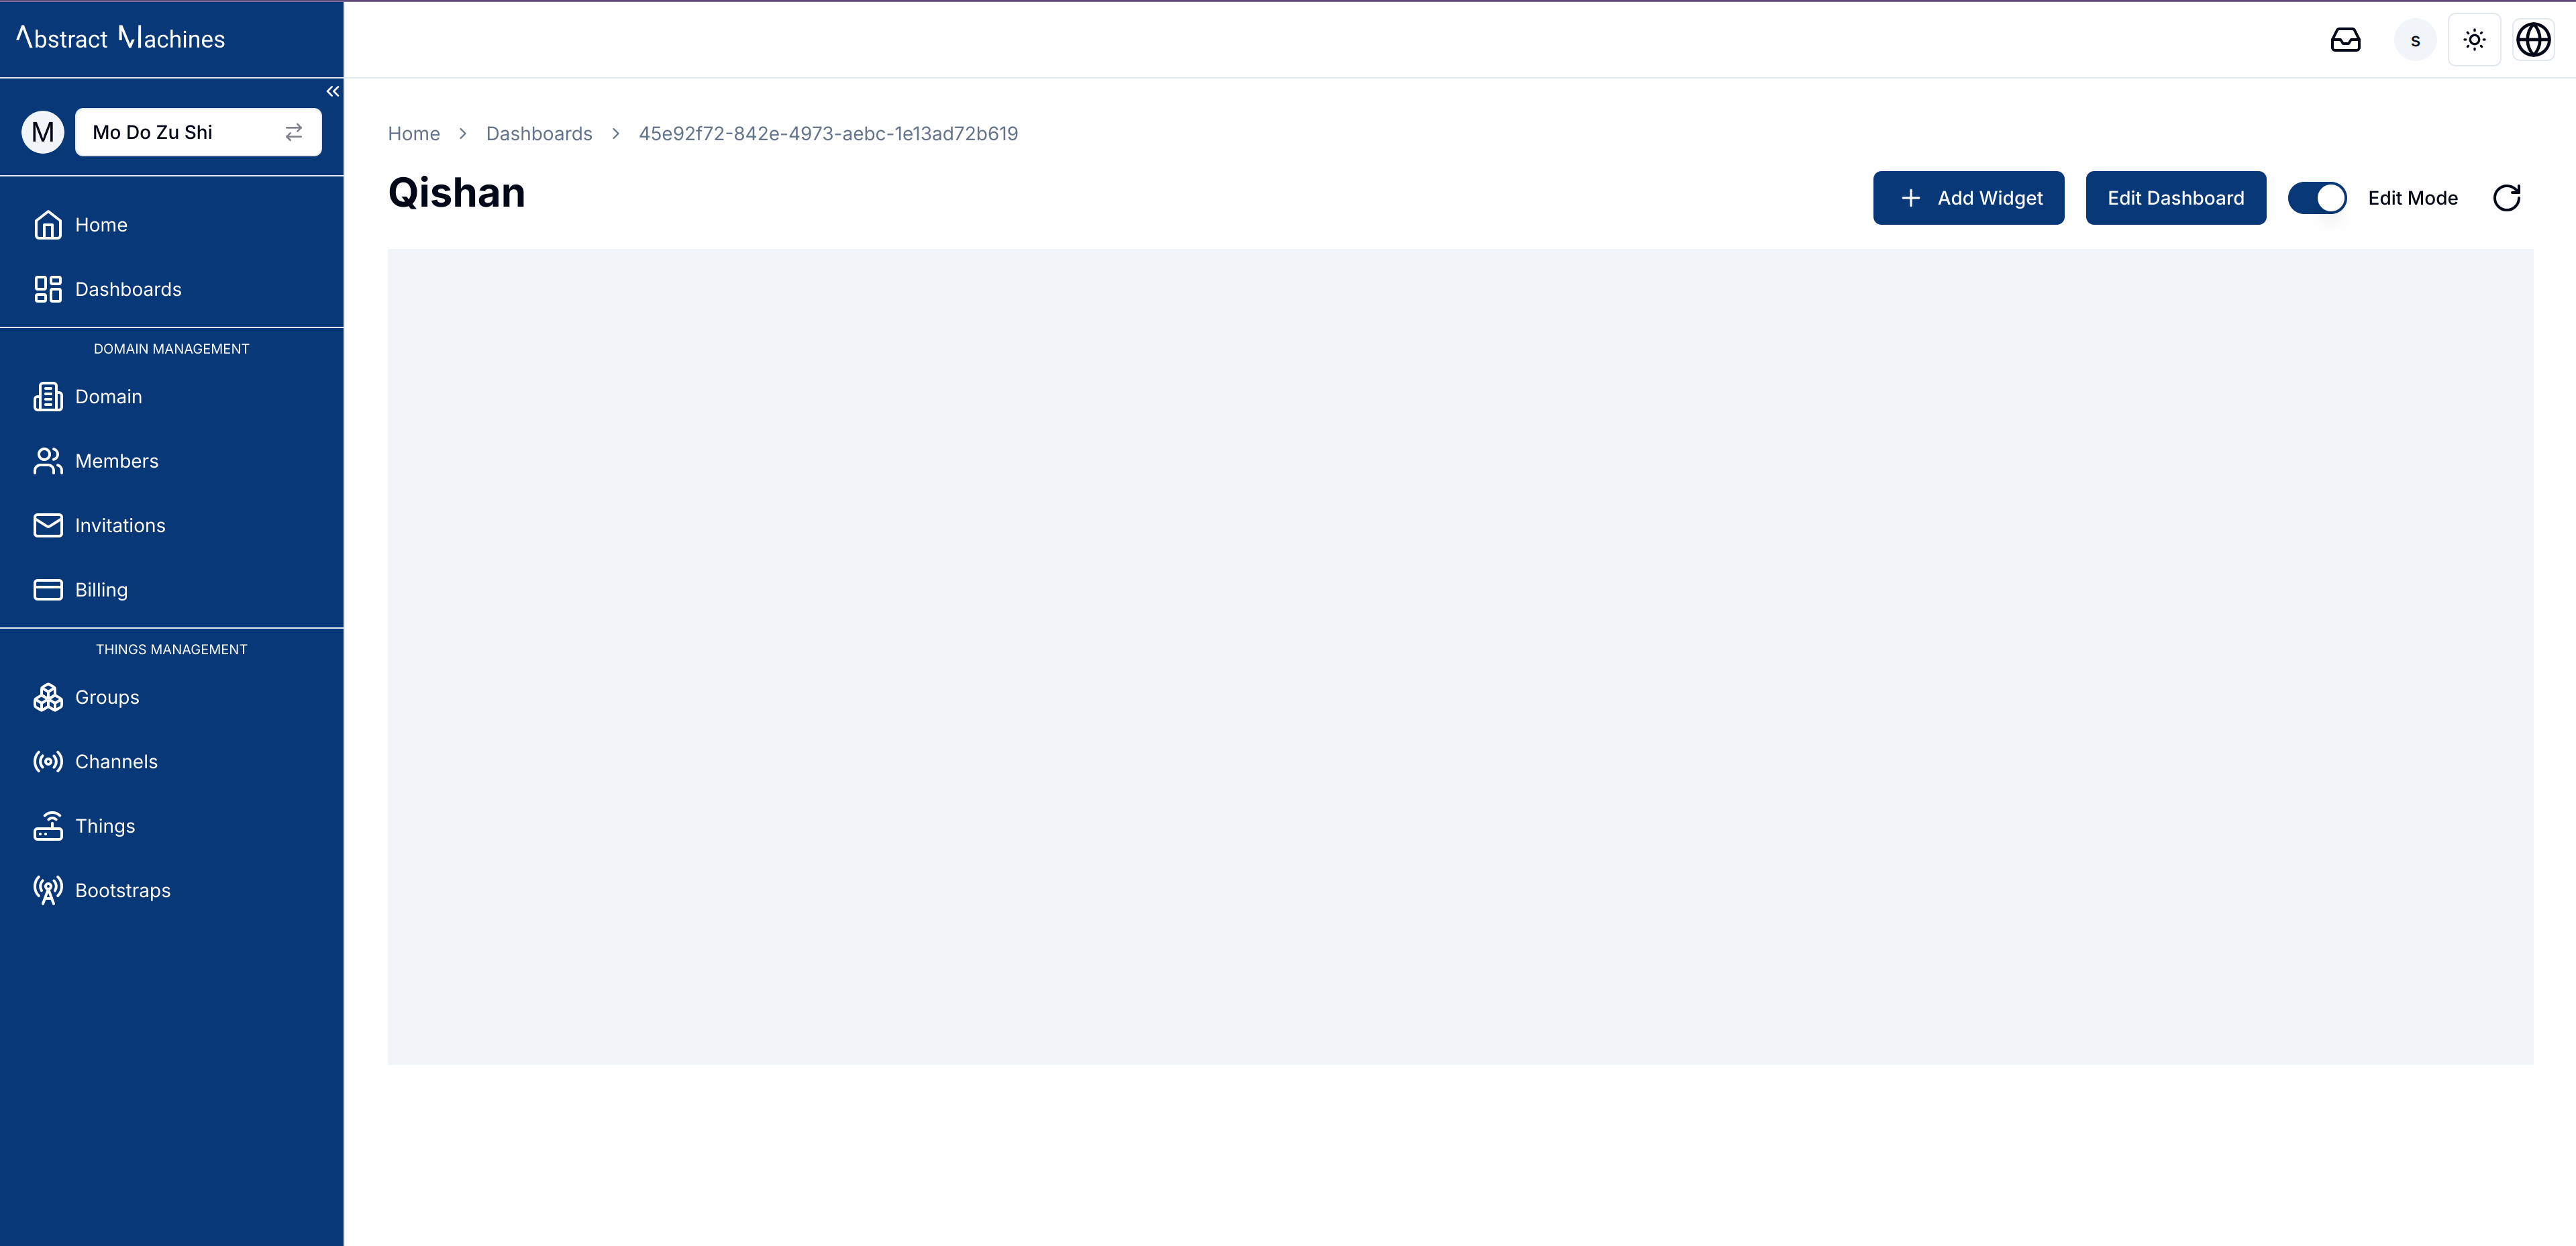 Abstract Machines
S
M
Mo Do Zu Shi
Home
Dashboards
DOMAIN MANAGEMENT
Domain
Members
Invitations
Billing
THINGS MANAGEMENT
Groups
Channels
Things
Bootstraps
Home > Dashboards > 45e92f72-842e-4973-aebc-1e13ad72b619
Qishan
+ Add Widget
Edit Dashboard
Edit Mode